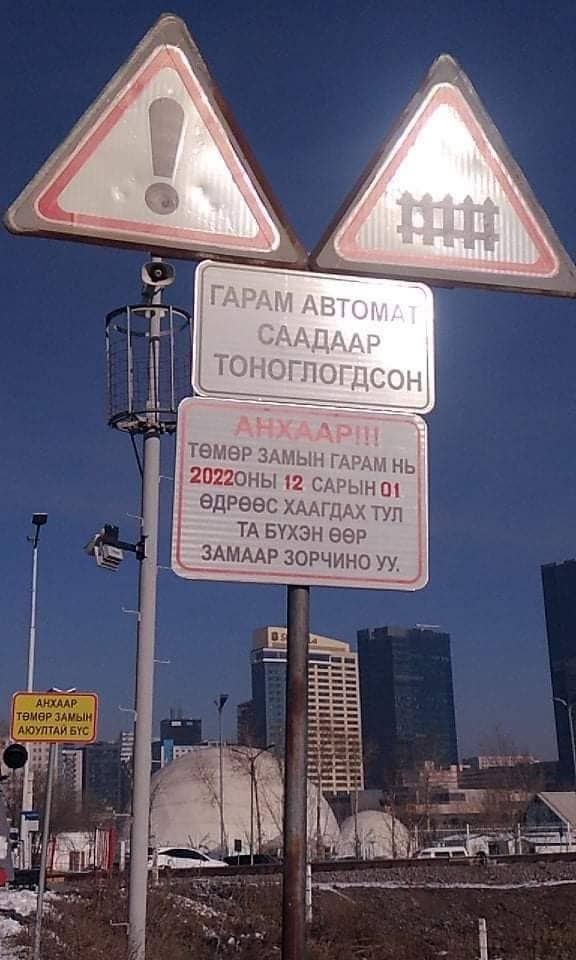 ГАРАМ АВТОМАТ
СААДААР
ТОНОГЛОГДСОН
АНХААР!!!
ТӨМӨР ЗАМЫН ГАРАМ НЬ
2022ОНЫ 12 САРЫН 01
ӨДРӨӨС ХААГДАХ ТУЛ
ТА БҮХЭН ӨӨР
ЗАМААР ЗОРЧИНО УУ.
АНХААР
ТӨМӨР ЗАМЫН
АЮУЛТАЙ БҮС